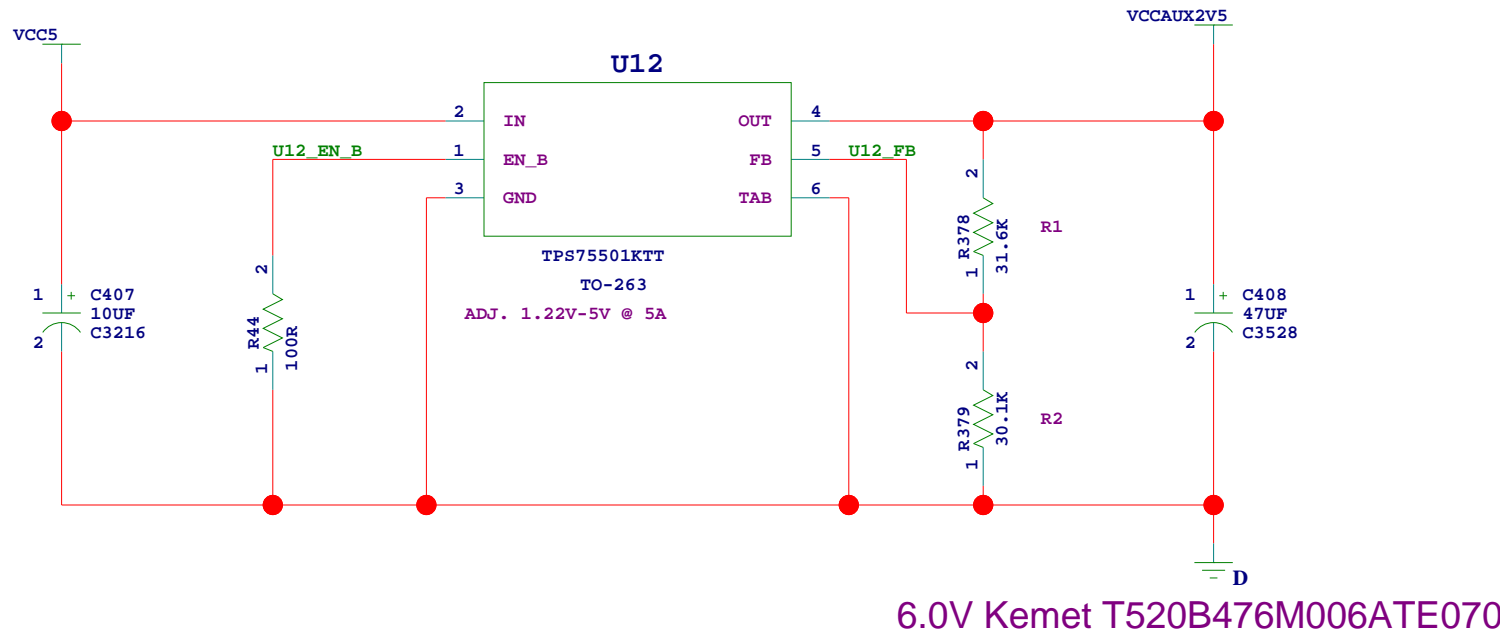 VCCAUX2V5
VCC5
U12
2 IN OUT 4
U12_EN_B 1 EN_B FB 5 U12_FB
3 GND TAB 6
TPS75501KTT
TO-263
ADJ. 1.22V-5V @ 5A
2
R378
31.6K
1
R1
1 + C407
10UF
C3216
2
2
R44
100R
1
1 + C408
47UF
C3528
2
2
R379
30.1K
1
R2
D
6.0V Kemet T520B476M006ATE070